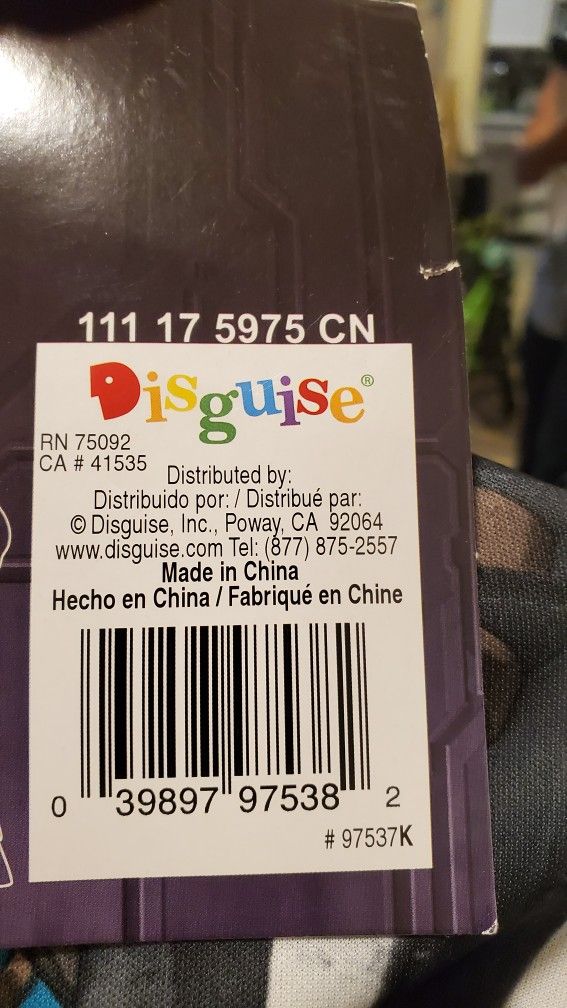 111 17 5975 CN
Disguise®
RN 75092
CA # 41535
Distributed by:
Distribuido por: / Distribué par:
© Disguise, Inc., Poway, CA 92064
www.disguise.com Tel: (877) 875-2557
Made in China
Hecho en China / Fabriqué en Chine
0 39897 97538 2
# 97537K